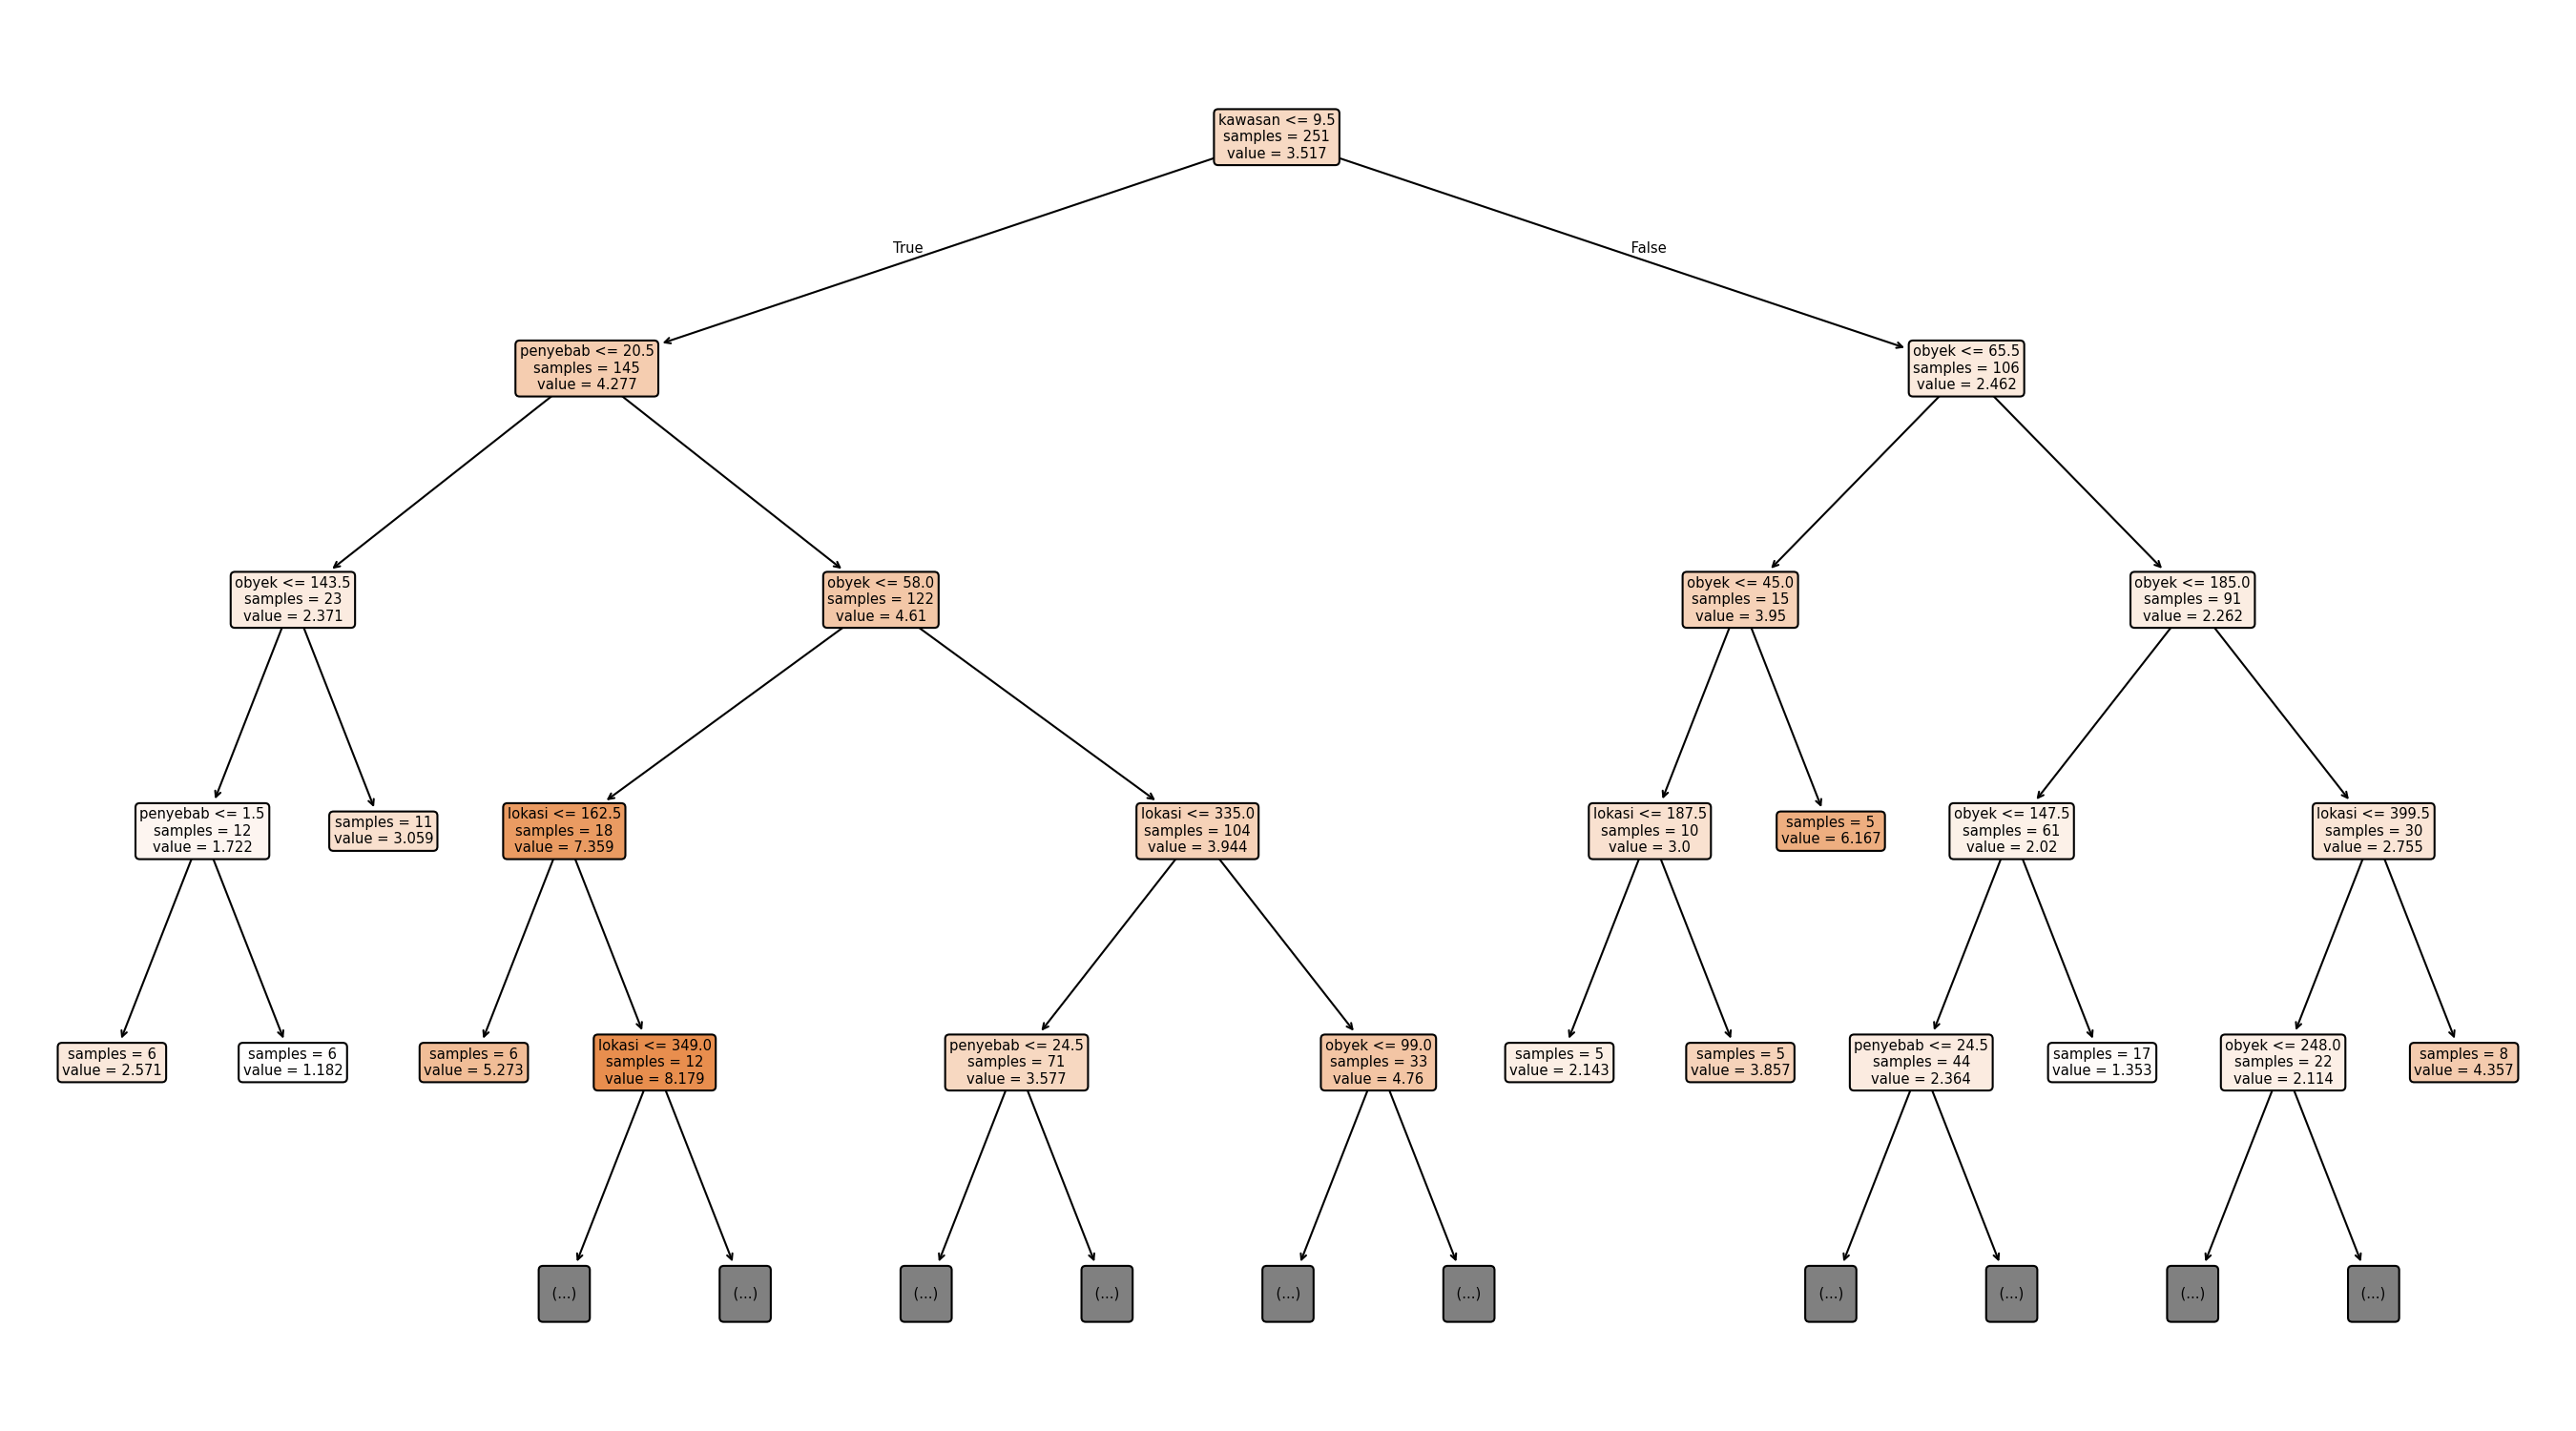 kawasan <= 9.5
samples = 251
value = 3.517
True
False
penyebab <= 20.5
samples = 145
value = 4.277
obyek <= 65.5
samples = 106
value = 2.462
obyek <= 143.5
samples = 23
value = 2.371
obyek <= 58.0
samples = 122
value = 4.61
obyek <= 45.0
samples = 15
value = 3.95
obyek <= 185.0
samples = 91
value = 2.262
penyebab <= 1.5
samples = 12
value = 1.722
samples = 11
value = 3.059
lokasi <= 162.5
samples = 18
value = 7.359
lokasi <= 335.0
samples = 104
value = 3.944
lokasi <= 187.5
samples = 10
value = 3.0
samples = 5
value = 6.167
obyek <= 147.5
samples = 61
value = 2.02
lokasi <= 399.5
samples = 30
value = 2.755
samples = 6
value = 2.571
samples = 6
value = 1.182
samples = 6
value = 5.273
lokasi <= 349.0
samples = 12
value = 8.179
penyebab <= 24.5
samples = 71
value = 3.577
obyek <= 99.0
samples = 33
value = 4.76
samples = 5
value = 2.143
samples = 5
value = 3.857
penyebab <= 24.5
samples = 44
value = 2.364
samples = 17
value = 1.353
obyek <= 248.0
samples = 22
value = 2.114
samples = 8
value = 4.357
(...)
(...)
(...)
(...)
(...)
(...)
(...)
(...)
(...)
(...)